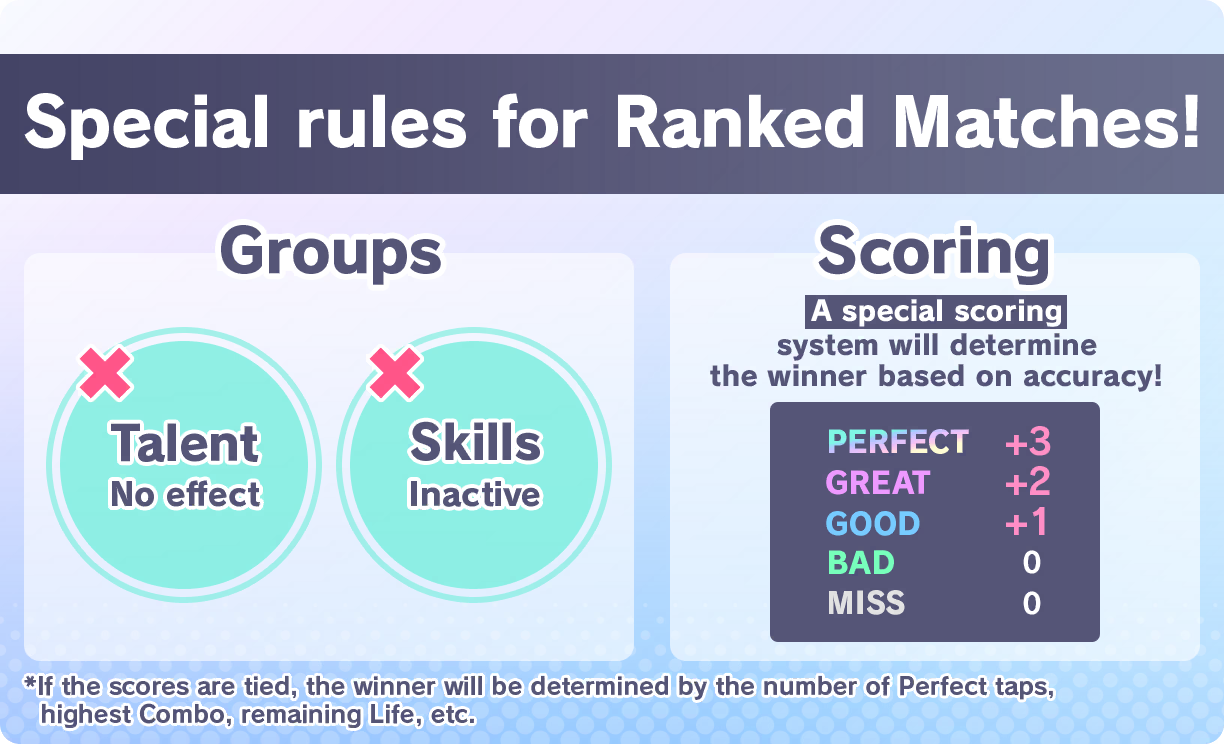 Special rules for Ranked Matches!
Groups
Talent
No effect
Skills
Inactive
Scoring
A special scoring
system will determine
the winner based on accuracy!
PERFECT +3
GREAT +2
GOOD +1
BAD 0
MISS 0
*If the scores are tied, the winner will be determined by the number of Perfect taps,
highest Combo, remaining Life, etc.